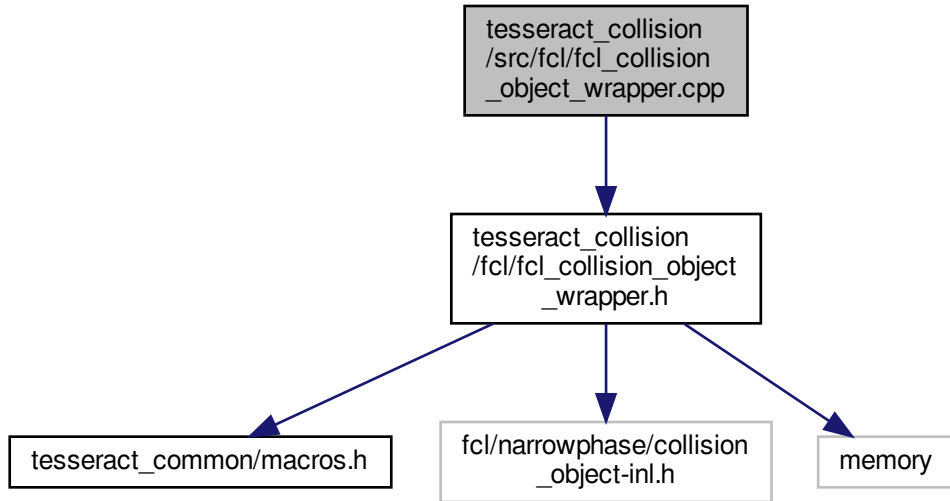 tesseract_collision
/src/fcl/fcl_collision
_object_wrapper.cpp
tesseract_collision
/fcl/fcl_collision_object
_wrapper.h
tesseract_common/macros.h
fcl/narrowphase/collision
_object-inl.h
memory